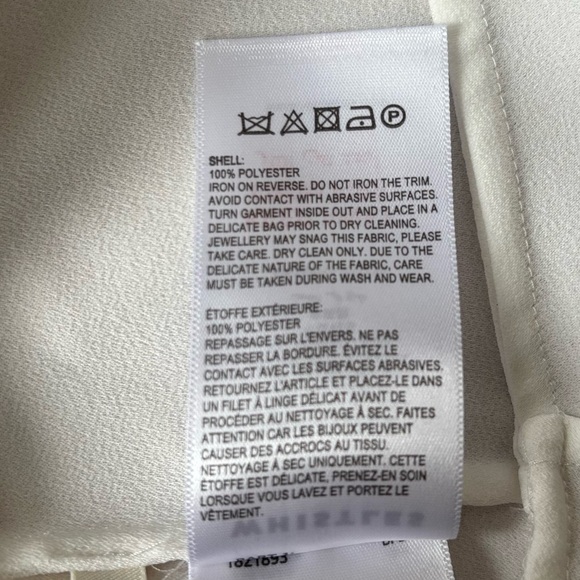 P
SHELL:
100% POLYESTER
IRON ON REVERSE. DO NOT IRON THE TRIM.
AVOID CONTACT WITH ABRASIVE SURFACES.
TURN GARMENT INSIDE OUT AND PLACE IN A
DELICATE BAG PRIOR TO DRY CLEANING.
JEWELLERY MAY SNAG THIS FABRIC, PLEASE
TAKE CARE. DRY CLEAN ONLY. DUE TO THE
DELICATE NATURE OF THE FABRIC, CARE
MUST BE TAKEN DURING WASH AND WEAR.
ÉTOFFE EXTÉRIEURE:
100% POLYESTER
REPASSAGE SUR L'ENVERS. NE PAS
REPASSER LA BORDURE. ÉVITEZ LE
CONTACT AVEC LES SURFACES ABRASIVES.
RETOURNEZ L'ARTICLE ET PLACEZ-LE DANS
UN FILET À LINGE DÉLICAT AVANT DE
PROCÉDER AU NETTOYAGE À SEC. FAITES
ATTENTION CAR LES BIJOUX PEUVENT
CAUSER DES ACCROCS AU TISSU.
NETTOYAGE À SEC UNIQUEMENT. CETTE
ÉTOFFE EST DÉLICATE, PRENEZ-EN SOIN
LORSQUE VOUS LAVEZ ET PORTEZ LE
VÊTEMENT.
WHISTLES
1821693